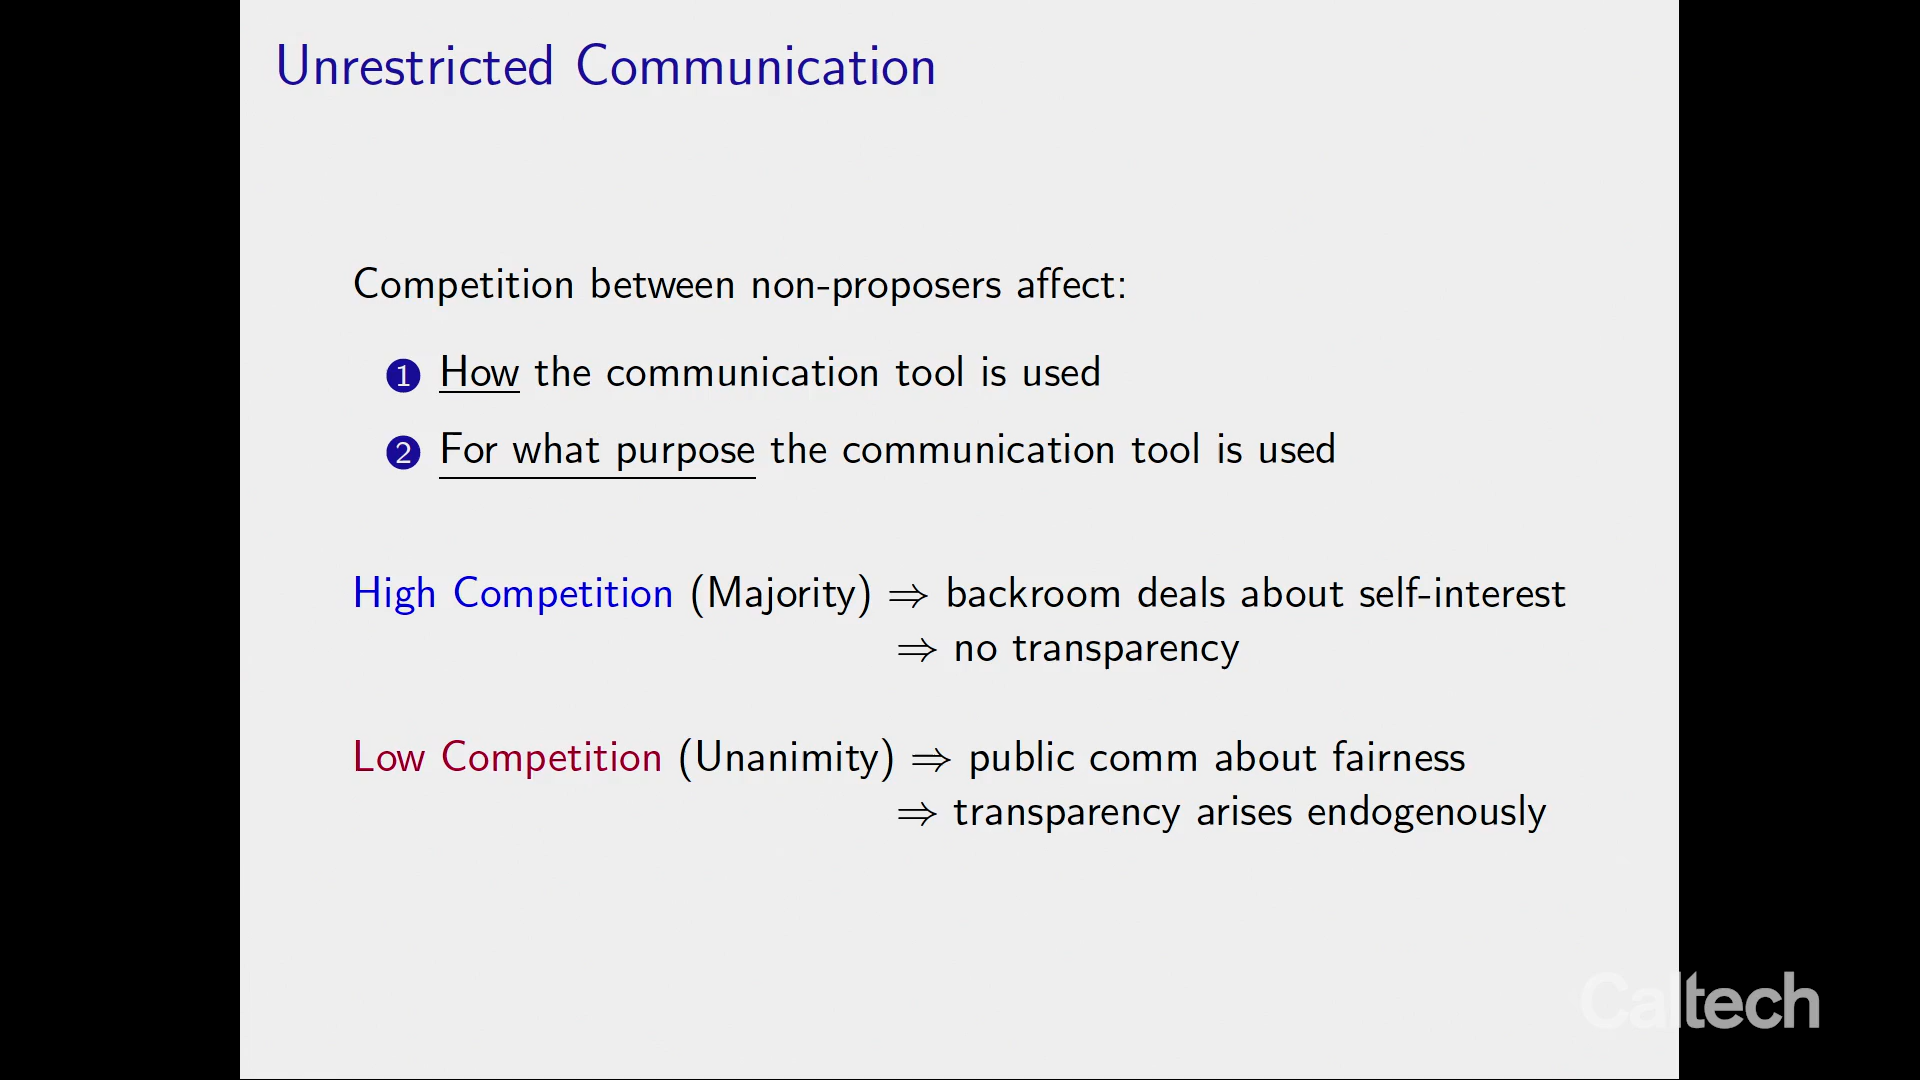 Unrestricted Communication
Competition between non-proposers affect:
1 How the communication tool is used
2 For what purpose the communication tool is used
High Competition (Majority) ⇒ backroom deals about self-interest
⇒ no transparency
Low Competition (Unanimity) ⇒ public comm about fairness
⇒ transparency arises endogenously
Caltech